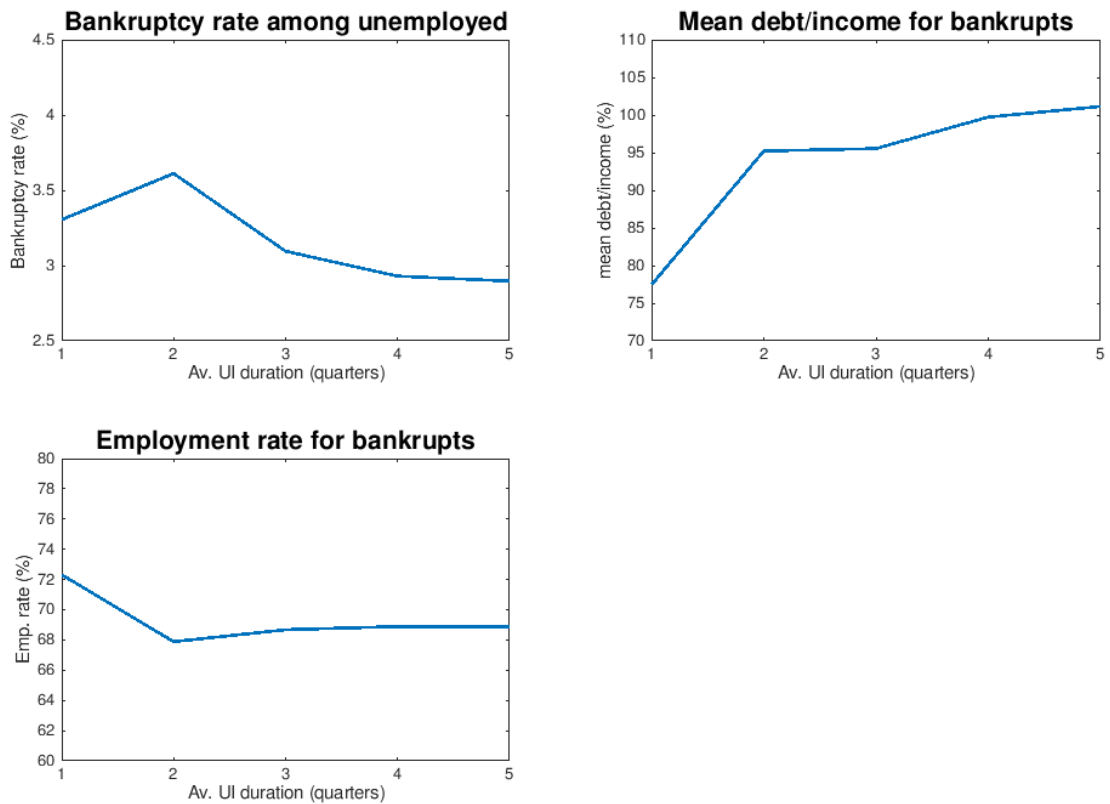 Bankruptcy rate among unemployed
4.5
4
3.5
3
2.5
Bankruptcy rate (%)
1 2 3 4 5
Av. UI duration (quarters)
Mean debt/income for bankrupts
110
105
100
95
90
85
80
75
70
mean debt/income (%)
1 2 3 4 5
Av. UI duration (quarters)
Employment rate for bankrupts
80
78
76
74
72
70
68
66
64
62
60
Emp. rate (%)
1 2 3 4 5
Av. UI duration (quarters)